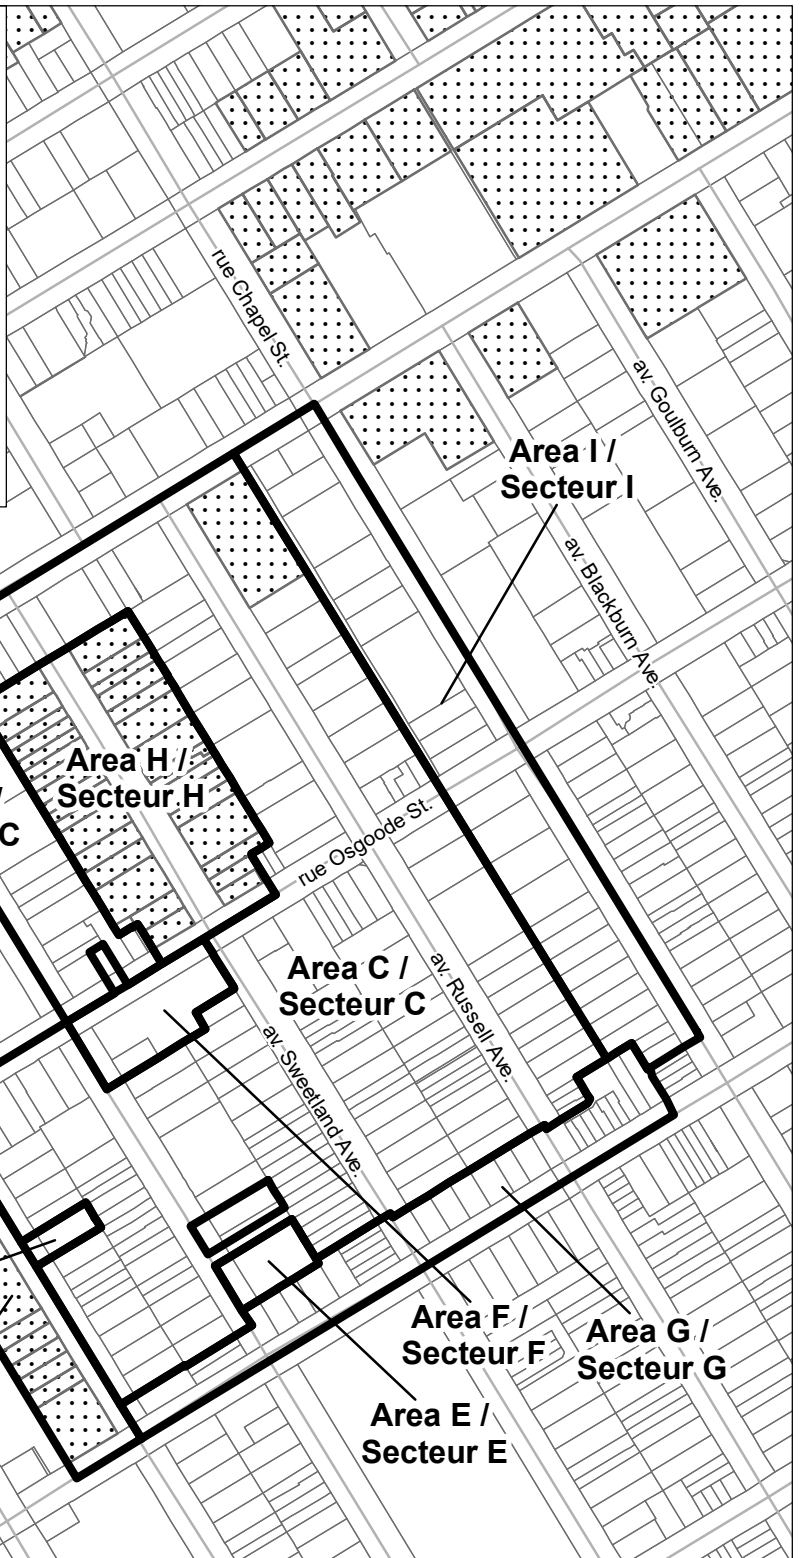 rue Chapel St.
av. Goulburn Ave.
Area I /
Secteur I
av. Blackburn Ave.
Area H /
Secteur H
/
C
rue Osgoode St.
Area C /
Secteur C
av. Russell Ave.
av. Sweetland Ave.
Area F /
Secteur F
Area G /
Secteur G
Area E /
Secteur E